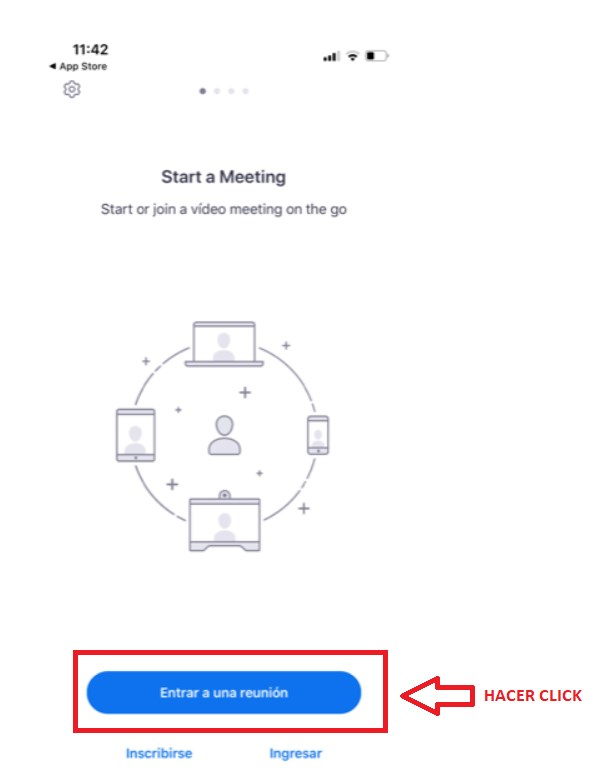 11:42
◀ App Store
Start a Meeting
Start or join a vídeo meeting on the go
Entrar a una reunión
HACER CLICK
Inscribirse
Ingresar